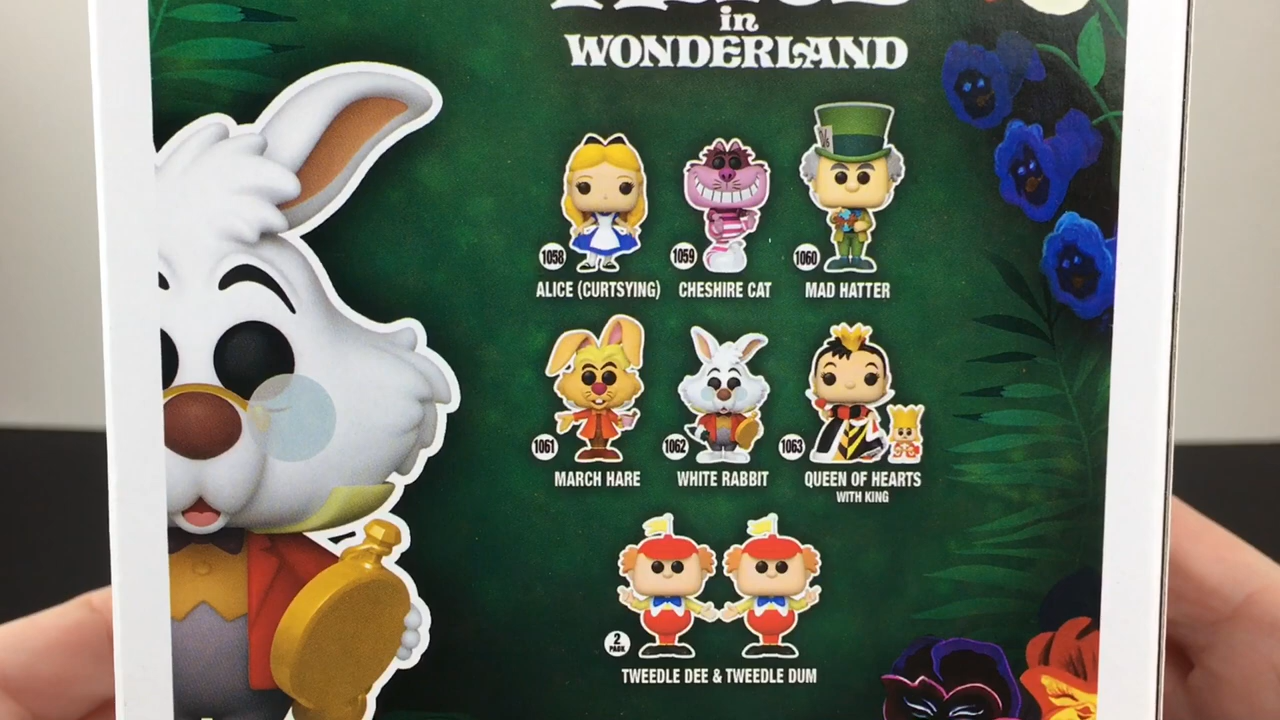 ALICE
in
WONDERLAND
1058 1059 1060
ALICE (CURTSYING) CHESHIRE CAT MAD HATTER
1061 1062 1063
MARCH HARE WHITE RABBIT QUEEN OF HEARTS
WITH KING
2
PACK
TWEEDLE DEE & TWEEDLE DUM